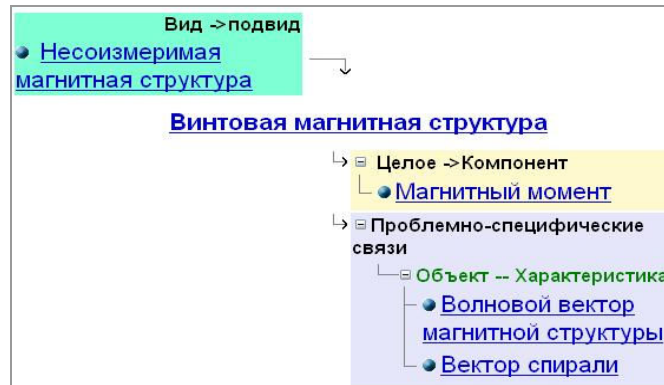 Вид ->подвид
Несоизмеримая
магнитная структура
Винтовая магнитная структура
Целое ->Компонент
Магнитный момент
Проблемно-специфические
связи
Объект -- Характеристика
Волновой вектор
магнитной структуры
Вектор спирали